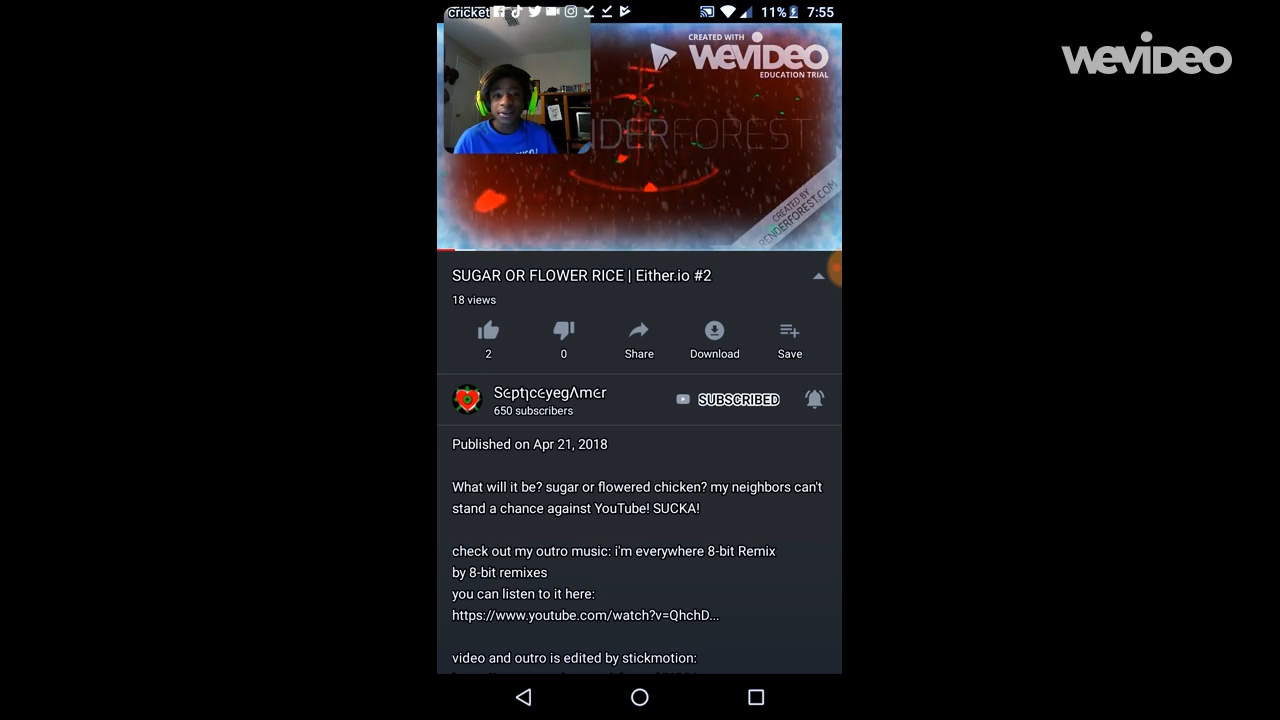 cricket
11% 7:55
CREATED WITH
WEVIDEO
EDUCATION TRIAL
WEVIDEO
DERFOREST
CREATED BY
RENDERFOREST.COM
SUGAR OR FLOWER RICE | Either.io #2
18 views
2 0 Share Download Save
SєptιcєyegΛmєr
SUBSCRIBED
650 subscribers
Published on Apr 21, 2018
What will it be? sugar or flowered chicken? my neighbors can't
stand a chance against YouTube! SUCKA!
check out my outro music: i'm everywhere 8-bit Remix
by 8-bit remixes
you can listen to it here:
https://www.youtube.com/watch?v=QhchD...
video and outro is edited by stickmotion: